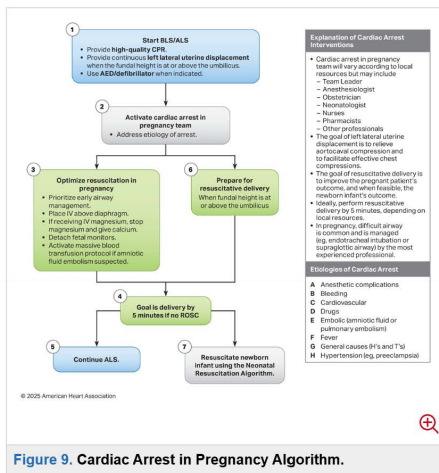 1
Start BLS/ALS
• Provide high-quality CPR.
• Provide continuous left lateral uterine displacement
when the fundal height is at or above the umbilicus.
• Use AED/defibrillator when indicated.
2
Activate cardiac arrest in
pregnancy team
• Address etiology of arrest.
3
Optimize resuscitation in
pregnancy
• Prioritize early airway
management.
• Place IV above diaphragm.
• If receiving IV magnesium, stop
magnesium and give calcium.
• Detach fetal monitors.
• Activate massive blood
transfusion protocol if amniotic
fluid embolism suspected.
6
Prepare for
resuscitative delivery
When fundal height is at
or above the umbilicus
4
Goal is delivery by
5 minutes if no ROSC
5
Continue ALS.
7
Resuscitate newborn
infant using the Neonatal
Resuscitation Algorithm.
© 2025 American Heart Association
Explanation of Cardiac Arrest
Interventions
• Cardiac arrest in pregnancy
team will vary according to local
resources but may include
– Team Leader
– Anesthesiologist
– Obstetrician
– Neonatologist
– Nurses
– Pharmacists
– Other professionals
• The goal of left lateral uterine
displacement is to relieve
aortocaval compression and
to facilitate effective chest
compressions.
• The goal of resuscitative delivery is
to improve the pregnant patient's
outcome, and when feasible, the
newborn infant's outcome.
• Ideally, perform resuscitative
delivery by 5 minutes, depending on
local resources.
• In pregnancy, difficult airway
is common and is managed
(eg, endotracheal intubation or
supraglottic airway) by the most
experienced professional.
Etiologies of Cardiac Arrest
A Anesthetic complications
B Bleeding
C Cardiovascular
D Drugs
E Embolic (amniotic fluid or
pulmonary embolism)
F Fever
G General causes (H's and T's)
H Hypertension (eg, preeclampsia)
Figure 9. Cardiac Arrest in Pregnancy Algorithm.